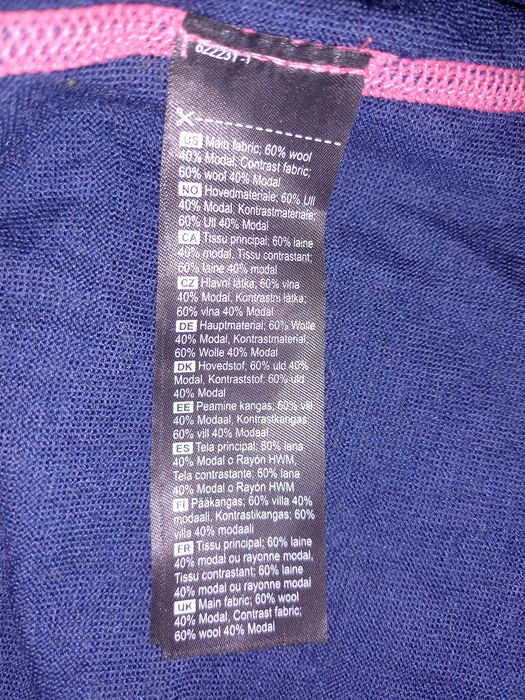 622231-1
US Main fabric; 60% wool
40% Modal, Contrast fabric;
60% wool 40% Modal
NO Hovedmateriale; 60% Ull
40% Modal, Kontrastmateriale;
60% Ull 40% Modal
CA Tissu principal; 60% laine
40% modal, Tissu contrastant;
60% laine 40% modal
CZ Hlavní látka; 60% vlna
40% Modal, Kontrastní látka;
60% vlna 40% Modal
DE Hauptmaterial; 60% Wolle
40% Modal, Kontrastmaterial;
60% Wolle 40% Modal
DK Hovedstof; 60% uld 40%
Modal, Kontraststof; 60% uld
40% Modal
EE Peamine kangas; 60% vill
40% Modaal, Kontrastkangas;
60% vill 40% Modaal
ES Tela principal; 60% lana
40% Modal o Rayón HWM,
Tela contrastante; 60% lana
40% Modal o Rayón HWM
FI Pääkangas; 60% villa 40%
modaali, Kontrastikangas; 60%
villa 40% modaali
FR Tissu principal; 60% laine
40% modal ou rayonne modal,
Tissu contrastant; 60% laine
40% modal ou rayonne modal
UK Main fabric; 60% wool
40% Modal, Contrast fabric;
60% wool 40% Modal